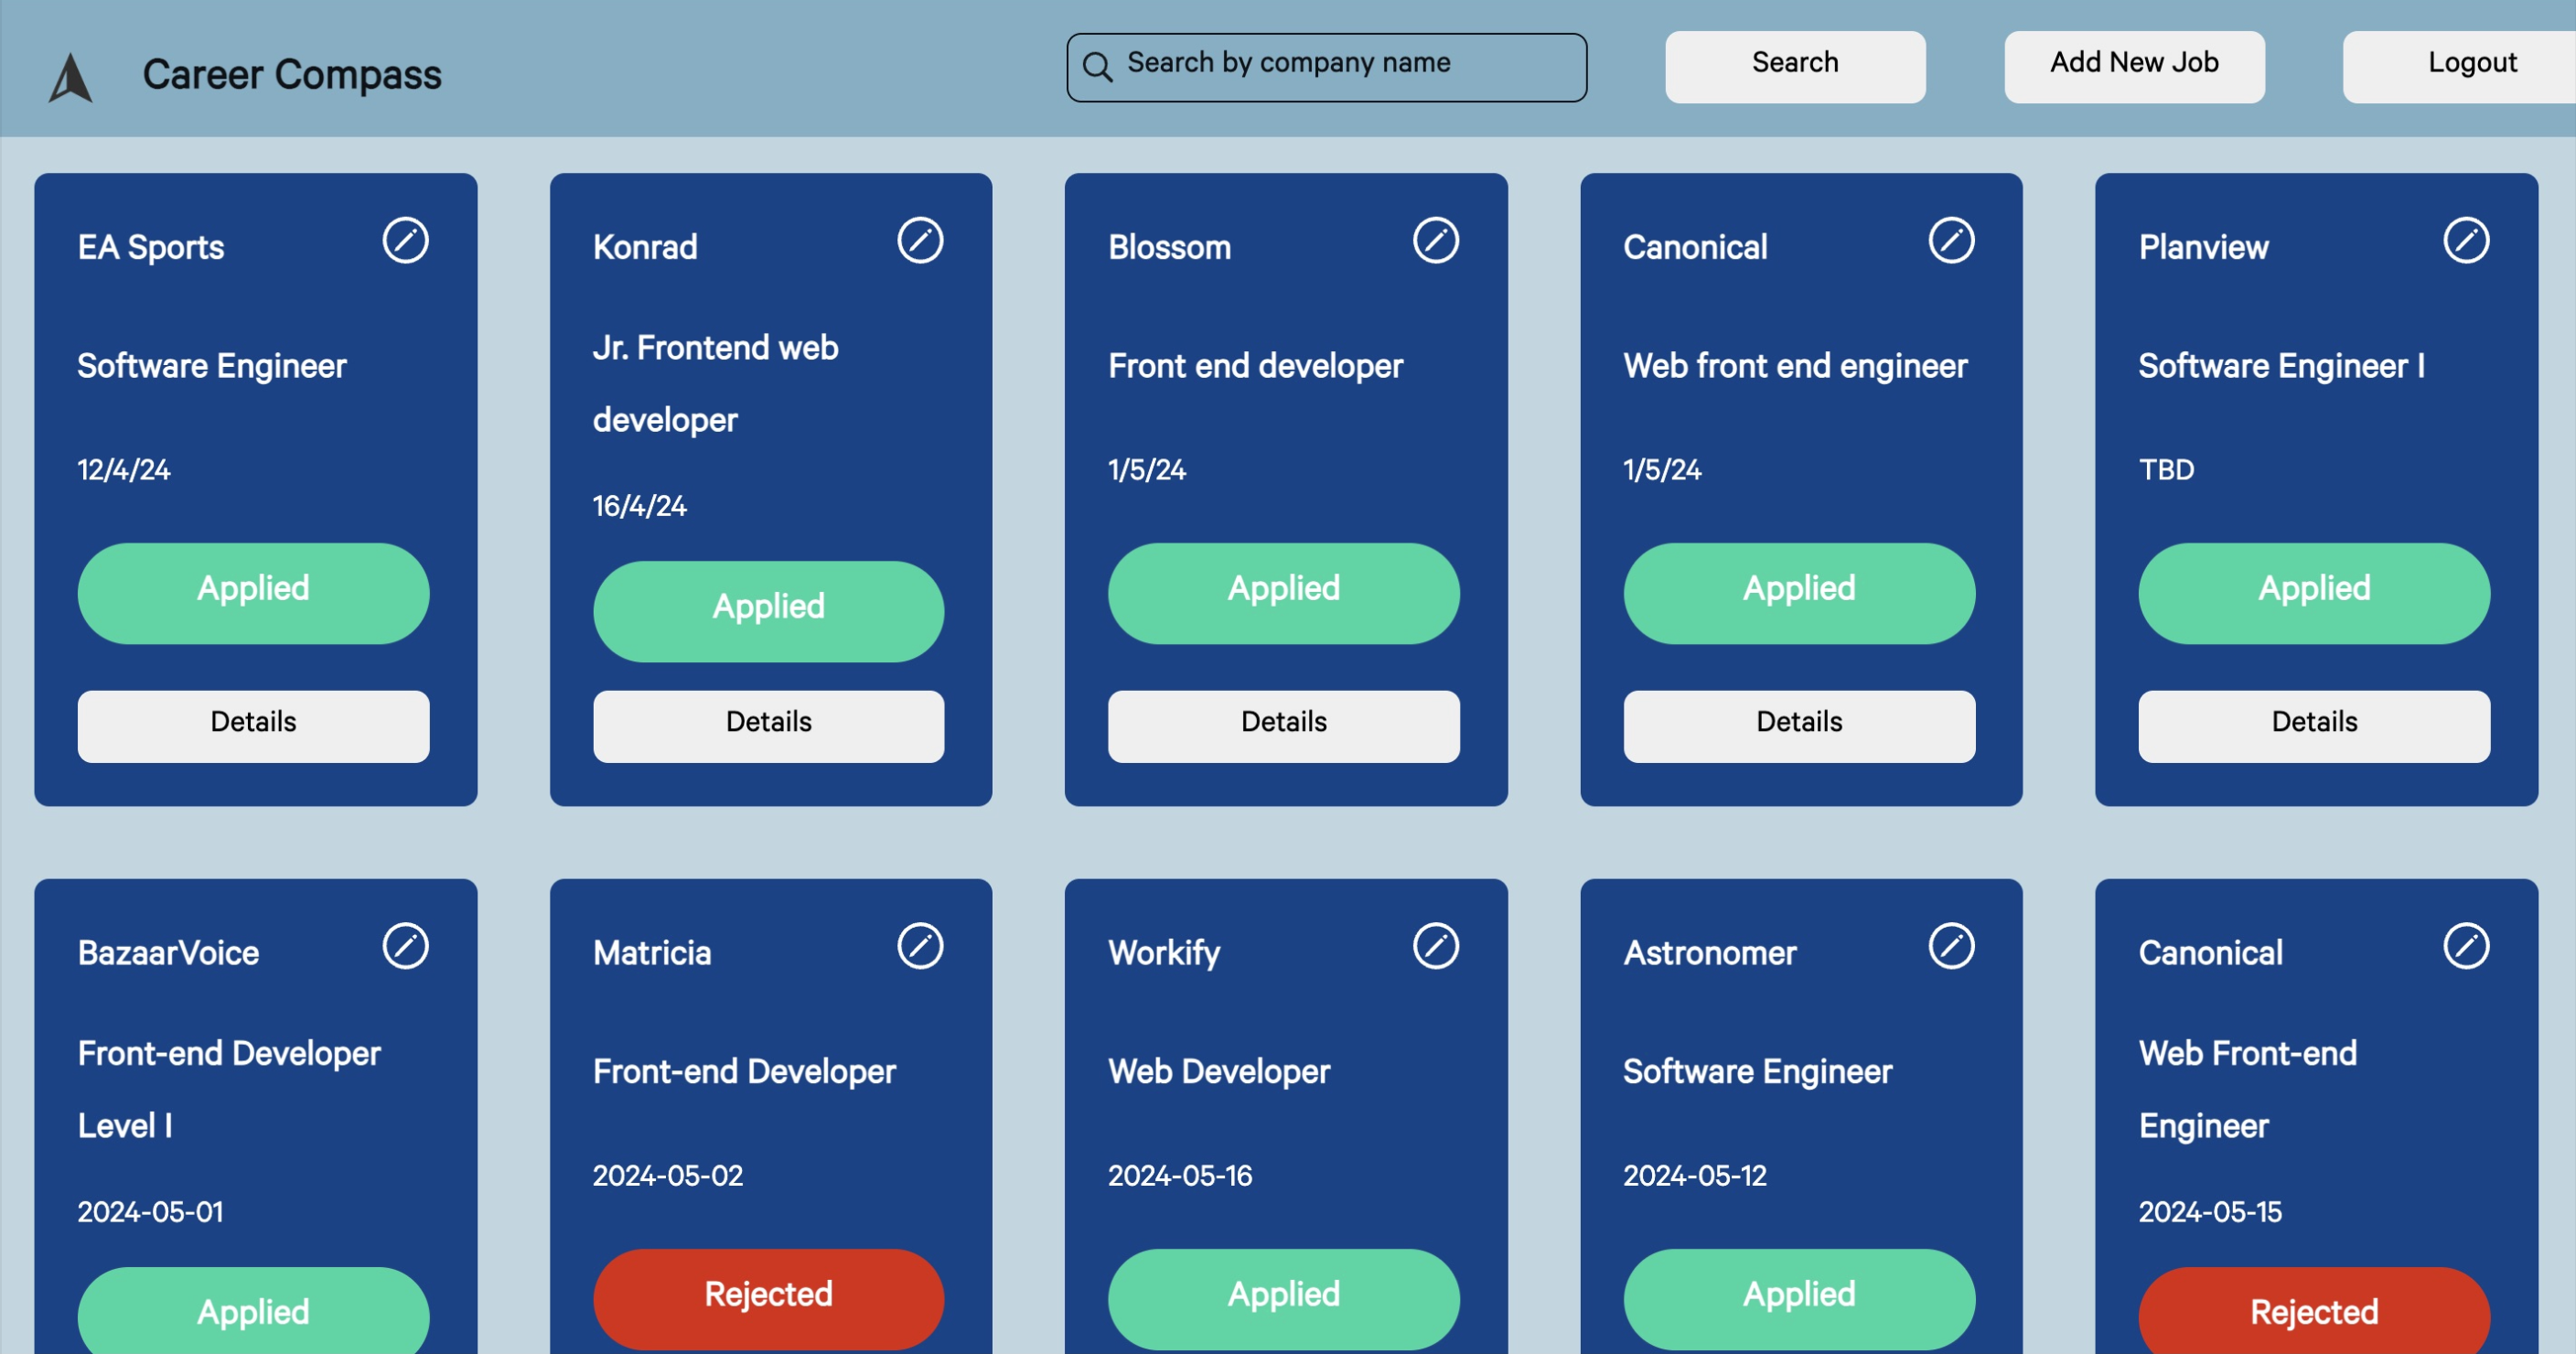 Career Compass
Search by company name
Search
Add New Job
Logout
EA Sports
Software Engineer
12/4/24
Applied
Details
Konrad
Jr. Frontend web
developer
16/4/24
Applied
Details
Blossom
Front end developer
1/5/24
Applied
Details
Canonical
Web front end engineer
1/5/24
Applied
Details
Planview
Software Engineer I
TBD
Applied
Details
BazaarVoice
Front-end Developer
Level I
2024-05-01
Applied
Matricia
Front-end Developer
2024-05-02
Rejected
Workify
Web Developer
2024-05-16
Applied
Astronomer
Software Engineer
2024-05-12
Applied
Canonical
Web Front-end
Engineer
2024-05-15
Rejected